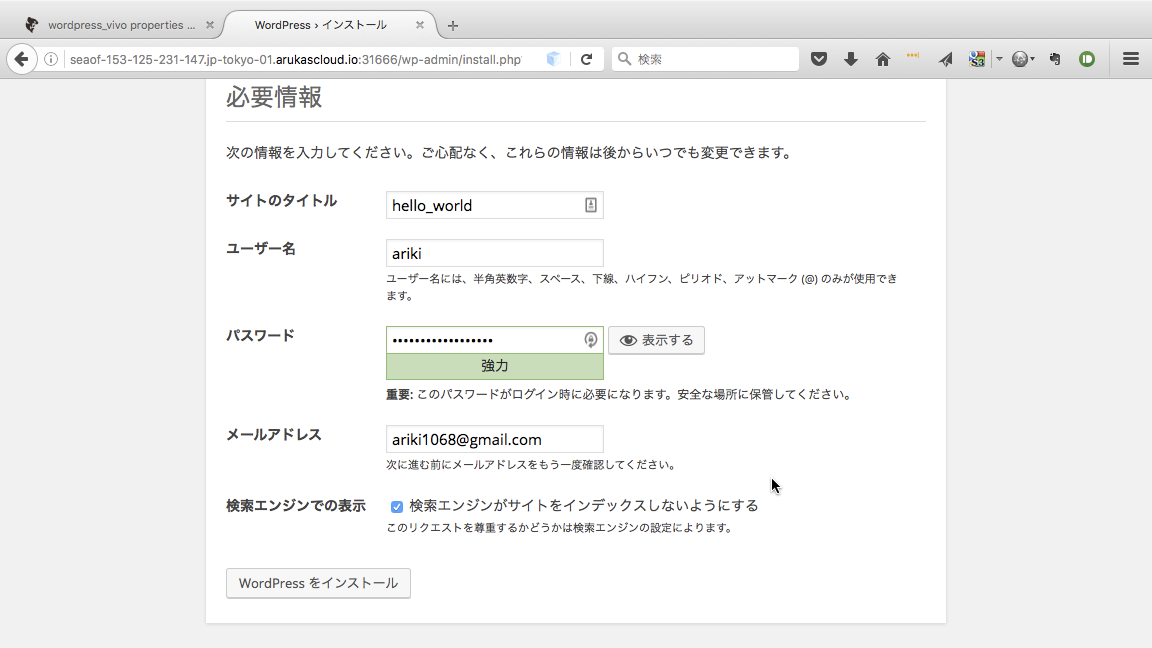 wordpress_vivo properties ...
WordPress › インストール
seaof-153-125-231-147.jp-tokyo-01.arukascloud.io:31666/wp-admin/install.php
検索
必要情報
次の情報を入力してください。ご心配なく、これらの情報は後からいつでも変更できます。
サイトのタイトル
hello_world
ユーザー名
ariki
ユーザー名には、半角英数字、スペース、下線、ハイフン、ピリオド、アットマーク (@) のみが使用でき
ます。
パスワード
••••••••••••••••••
表示する
強力
重要: このパスワードがログイン時に必要になります。安全な場所に保管してください。
メールアドレス
ariki1068@gmail.com
次に進む前にメールアドレスをもう一度確認してください。
検索エンジンでの表示
検索エンジンがサイトをインデックスしないようにする
このリクエストを尊重するかどうかは検索エンジンの設定によります。
WordPress をインストール